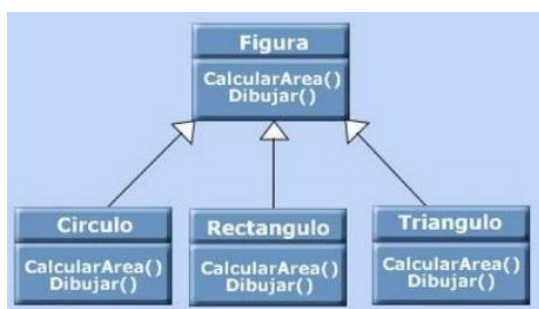 Figura
CalcularArea()
Dibujar()
Circulo
CalcularArea()
Dibujar()
Rectangulo
CalcularArea()
Dibujar()
Triangulo
CalcularArea()
Dibujar()